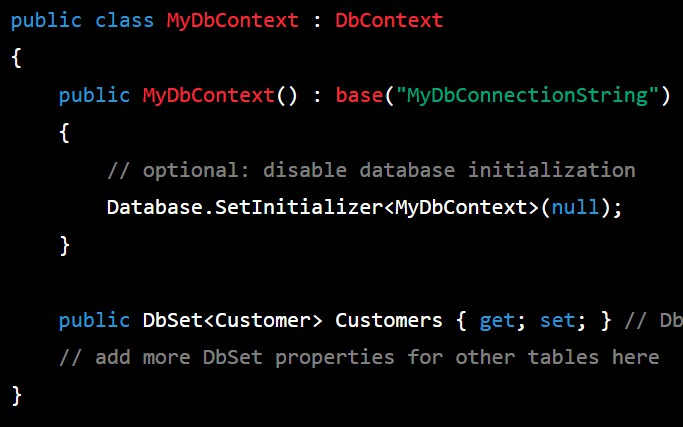 public class MyDbContext : DbContext
{
public MyDbContext() : base("MyDbConnectionString")
{
// optional: disable database initialization
Database.SetInitializer<MyDbContext>(null);
}
public DbSet<Customer> Customers { get; set; } // Db
// add more DbSet properties for other tables here
}